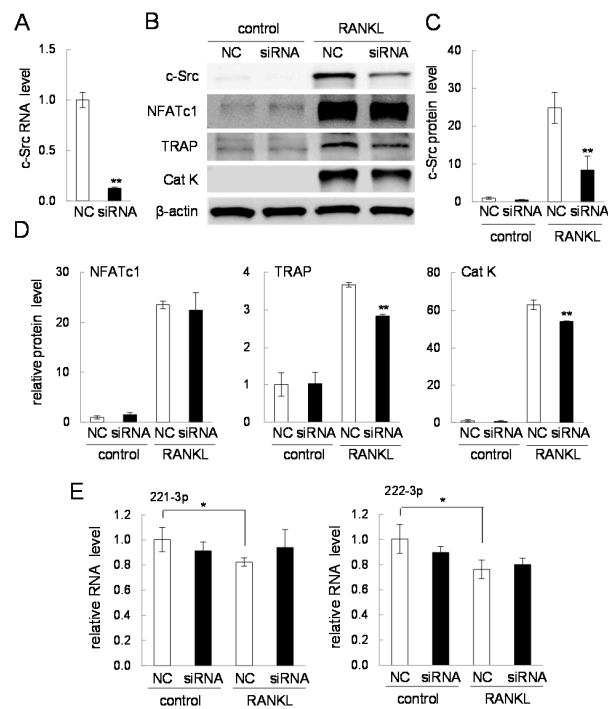 A
c-Src RNA level
1.5
1.0
0.5
0.0
**
NC siRNA
B
control RANKL
NC siRNA NC siRNA
c-Src
NFATc1
TRAP
Cat K
β-actin
C
c-Src protein level
40
30
20
10
0
**
NC siRNA NC siRNA
control RANKL
D
relative protein level
NFATc1
30
20
10
0
NC siRNA NC siRNA
control RANKL
TRAP
4
3
2
1
0
**
NC siRNA NC siRNA
control RANKL
Cat K
80
60
40
20
0
**
NC siRNA NC siRNA
control RANKL
E
221-3p
relative RNA level
1.2
1.0
0.8
0.6
0.4
0.2
0.0
*
NC siRNA NC siRNA
control RANKL
222-3p
relative RNA level
1.2
1.0
0.8
0.6
0.4
0.2
0.0
*
NC siRNA NC siRNA
control RANKL